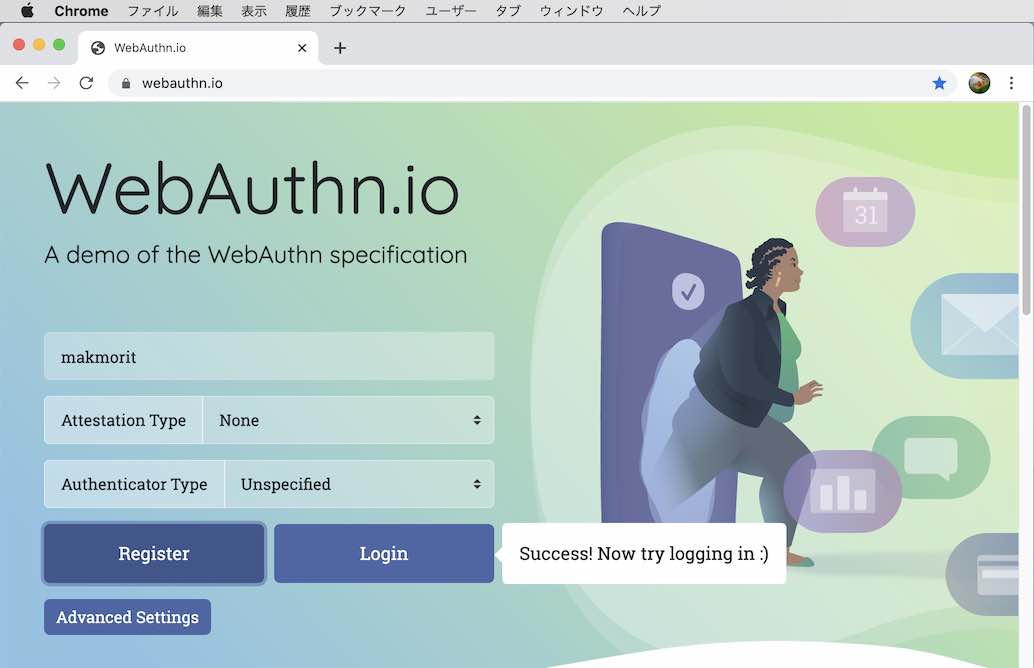 Chrome ファイル 編集 表示 履歴 ブックマーク ユーザー タブ ウィンドウ ヘルプ
WebAuthn.io
webauthn.io
WebAuthn.io
A demo of the WebAuthn specification
31
makmorit
Attestation Type None
Authenticator Type Unspecified
Register Login Success! Now try logging in :)
Advanced Settings